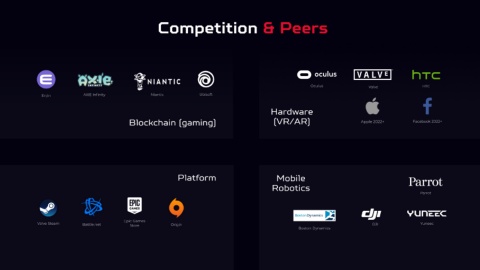 Competition & Peers
AXIE
INFINITY
NIANTIC
Enjin
Axie Infinity
Niantic
Ubisoft
Blockchain (gaming)
oculus
VALVE
hTC
Oculus
Valve
HTC
Hardware
(VR/AR)
Apple 2022+
Facebook 2022+
Platform
EPIC
GAMES
Valve Steam
Battle.net
Epic Games
Store
Origin
Mobile
Robotics
Parrot
Parrot
BostonDynamics
dji
YUNEEC
Boston Dynamics
DJI
Yuneec